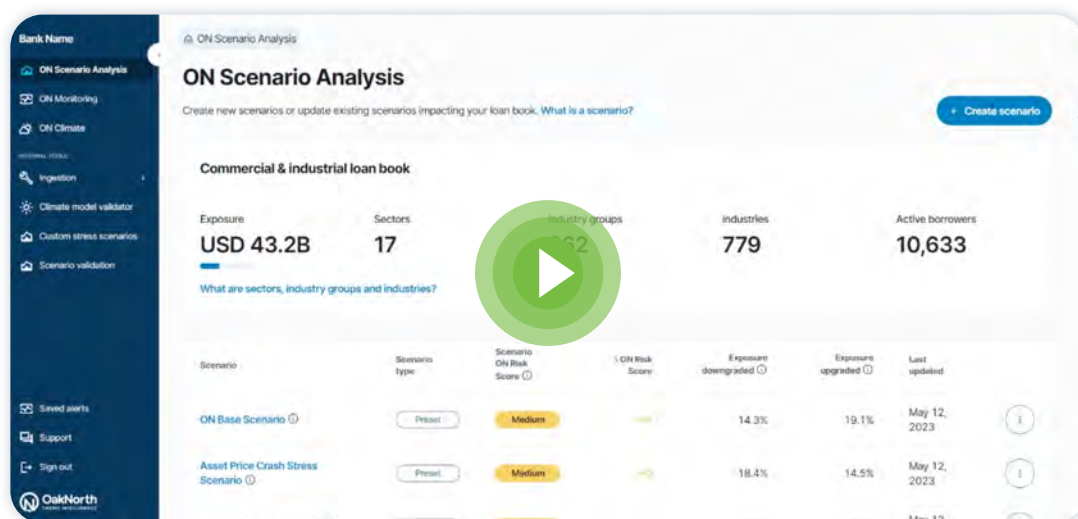 Bank Name
ON Scenario Analysis
ON Monitoring
ON Climate
INTERNAL TOOLS
Ingestion
Climate model validator
Custom stress scenarios
Scenario validation
Saved alerts
Support
Sign out
OakNorth
CREDIT INTELLIGENCE
ON Scenario Analysis
ON Scenario Analysis
Create new scenarios or update existing scenarios impacting your loan book. What is a scenario?
+ Create scenario
Commercial & industrial loan book
Exposure Sectors Industry groups Industries Active borrowers
USD 43.2B 17 62 779 10,633
What are sectors, industry groups and industries?
Scenario Scenario type Scenario ON Risk Score ON Risk Score Exposure downgraded Exposure upgraded Last updated
ON Base Scenario Preset Medium 14.3% 19.1% May 12, 2023
Asset Price Crash Stress Scenario Preset Medium 18.4% 14.5% May 12, 2023